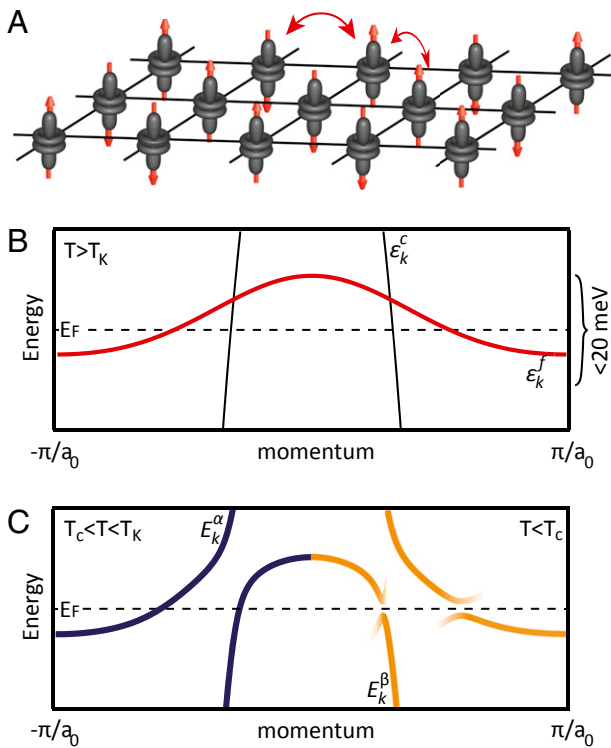 A
B
T>T_K
ε_k^c
Energy
E_F
ε_k^f
<20 meV
-π/a_0
momentum
π/a_0
C
T_c<T<T_K
E_k^α
T<T_c
Energy
E_F
E_k^β
-π/a_0
momentum
π/a_0